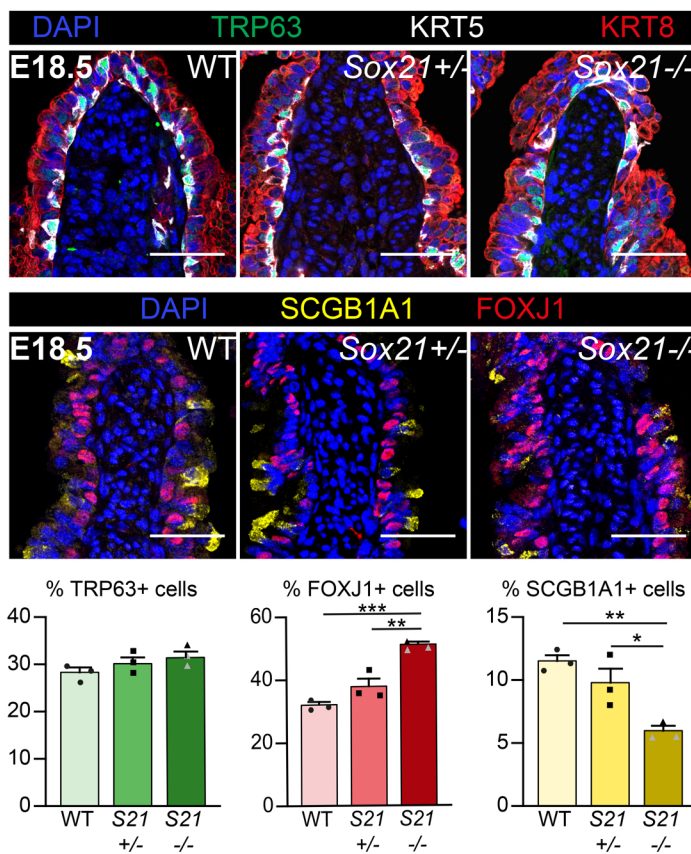 DAPI TRP63 KRT5 KRT8
E18.5 WT Sox21+/- Sox21-/-
DAPI SCGB1A1 FOXJ1
E18.5 WT Sox21+/- Sox21-/-
% TRP63+ cells % FOXJ1+ cells % SCGB1A1+ cells
40 60 15
*** **
** *
30 40 10
20 20 5
10
0 0 0
WT S21 S21 WT S21 S21 WT S21 S21
+/- -/- +/- -/- +/- -/-